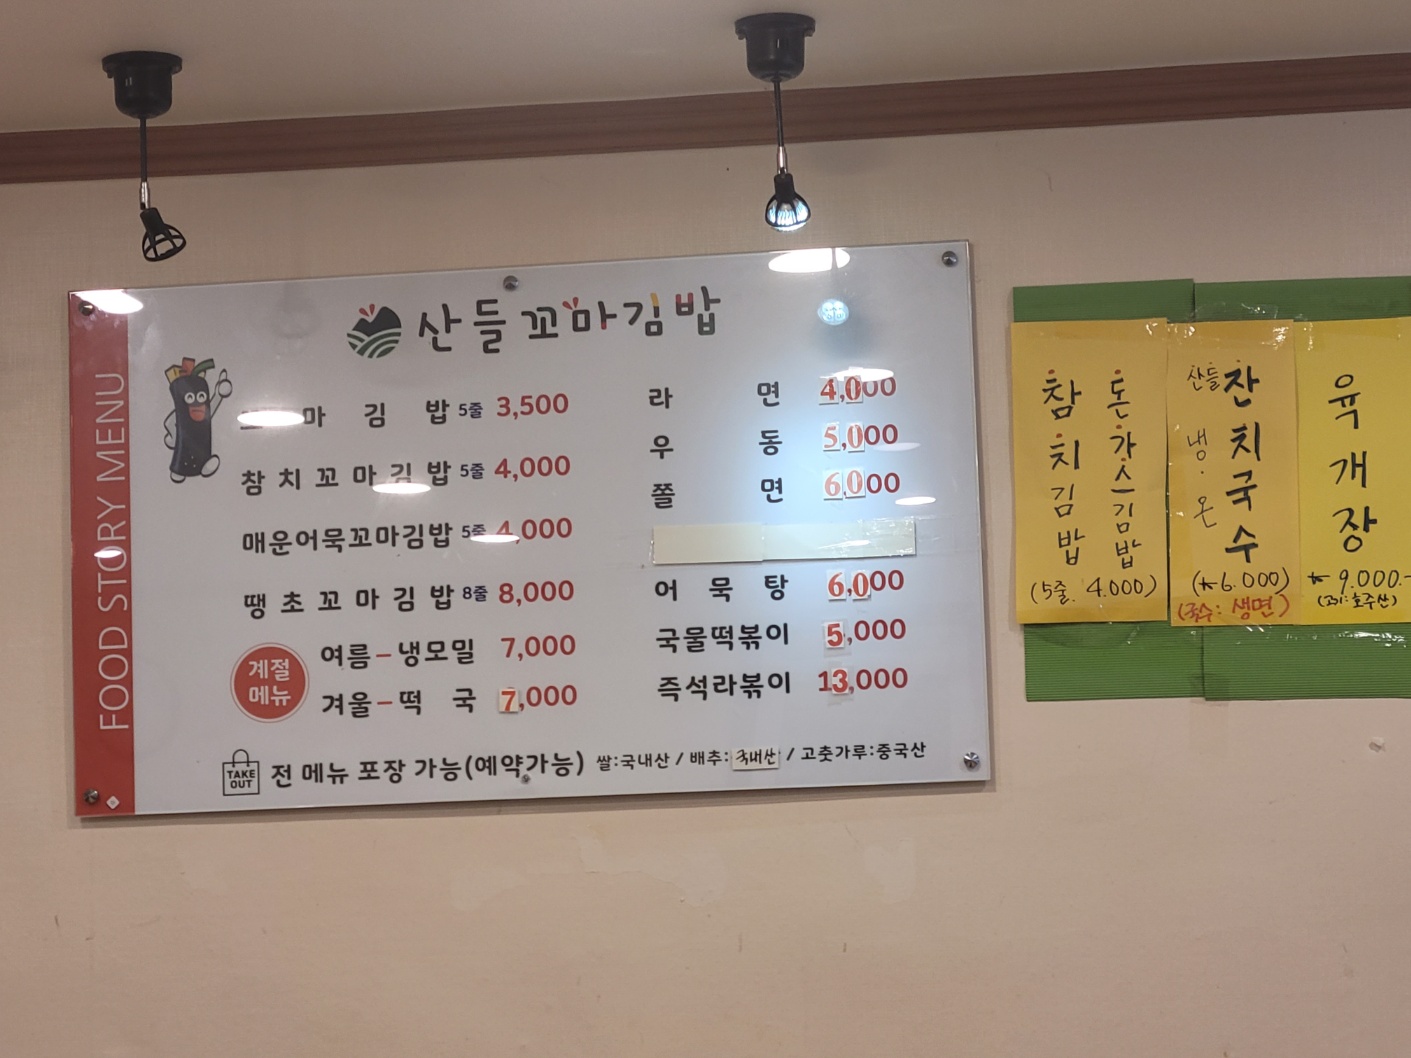 FOOD STORY MENU
산들꼬마김밥
마 김 밥 5줄 3,500
참치꼬마김밥 5줄 4,000
매운어묵꼬마김밥 5줄 4,000
땡초꼬마김밥 8줄 8,000
계절
메뉴
여름-냉모밀 7,000
겨울-떡 국 7,000
라 면 4,000
우 동 5,000
쫄 면 6,000
어 묵 탕 6,000
국물떡볶이 5,000
즉석라볶이 13,000
TAKE
OUT
전 메뉴 포장 가능(예약가능) 쌀:국내산 / 배추:국내산 / 고춧가루:중국산
참치김밥
돈가스김밥
(5줄. 4.000)
산들 잔치국수
냉·온
(₩6.000)
(국수: 생면)
육개장
₩9.000.-
(고기:호주산)